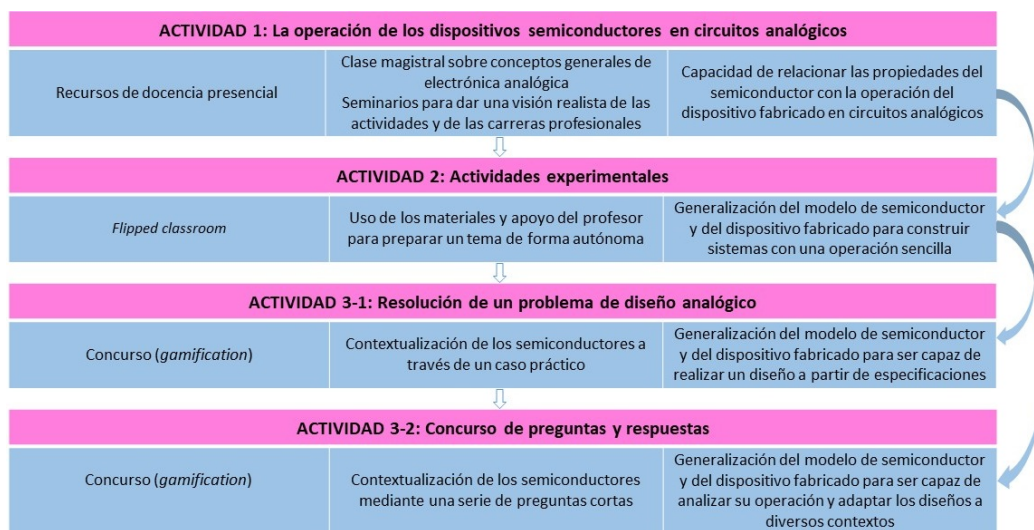 ACTIVIDAD 1: La operación de los dispositivos semiconductores en circuitos analógicos
Recursos de docencia presencial
Clase magistral sobre conceptos generales de
electrónica analógica
Seminarios para dar una visión realista de las
actividades y de las carreras profesionales
Capacidad de relacionar las propiedades del
semiconductor con la operación del
dispositivo fabricado en circuitos analógicos
ACTIVIDAD 2: Actividades experimentales
Flipped classroom
Uso de los materiales y apoyo del profesor
para preparar un tema de forma autónoma
Generalización del modelo de semiconductor
y del dispositivo fabricado para construir
sistemas con una operación sencilla
ACTIVIDAD 3-1: Resolución de un problema de diseño analógico
Concurso (gamification)
Contextualización de los semiconductores a
través de un caso práctico
Generalización del modelo de semiconductor
y del dispositivo fabricado para ser capaz de
realizar un diseño a partir de especificaciones
ACTIVIDAD 3-2: Concurso de preguntas y respuestas
Concurso (gamification)
Contextualización de los semiconductores
mediante una serie de preguntas cortas
Generalización del modelo de semiconductor
y del dispositivo fabricado para ser capaz de
analizar su operación y adaptar los diseños a
diversos contextos